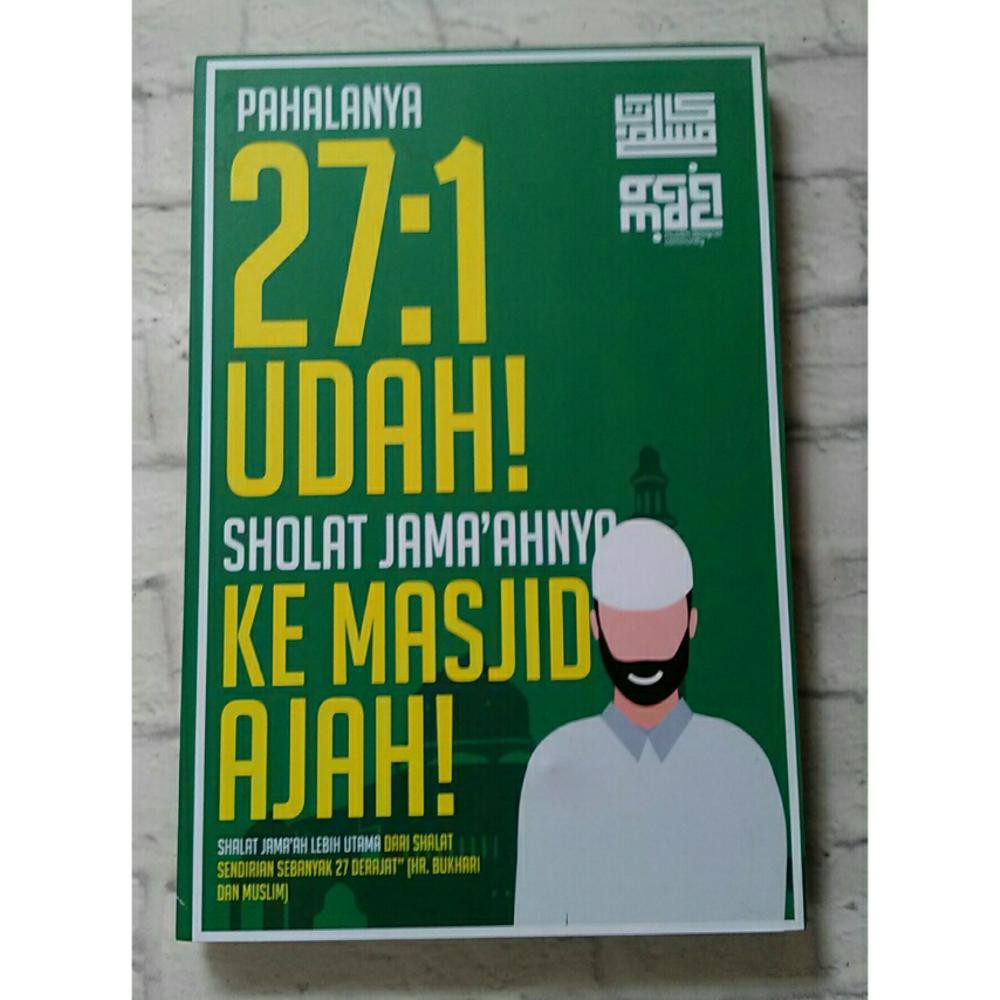 PAHALANYA
27:1
UDAH!
SHOLAT JAMA'AHNYA
KE MASJID
AJAH!
SHALAT JAMA'AH LEBIH UTAMA DARI SHALAT
SENDIRIAN SEBANYAK 27 DERAJAT" (HR. BUKHARI
DAN MUSLIM)